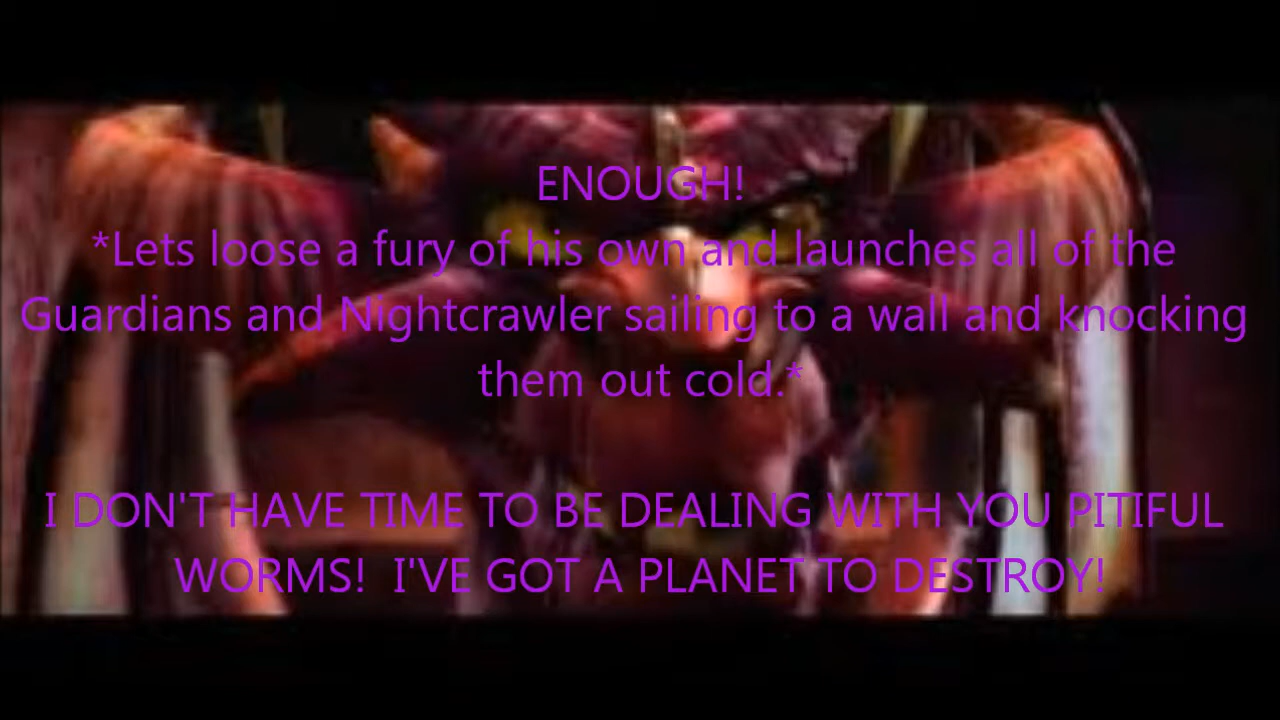 ENOUGH!
*Lets loose a fury of his own and launches all of the
Guardians and Nightcrawler sailing to a wall and knocking
them out cold.*
I DON'T HAVE TIME TO BE DEALING WITH YOU PITIFUL
WORMS!  I'VE GOT A PLANET TO DESTROY!